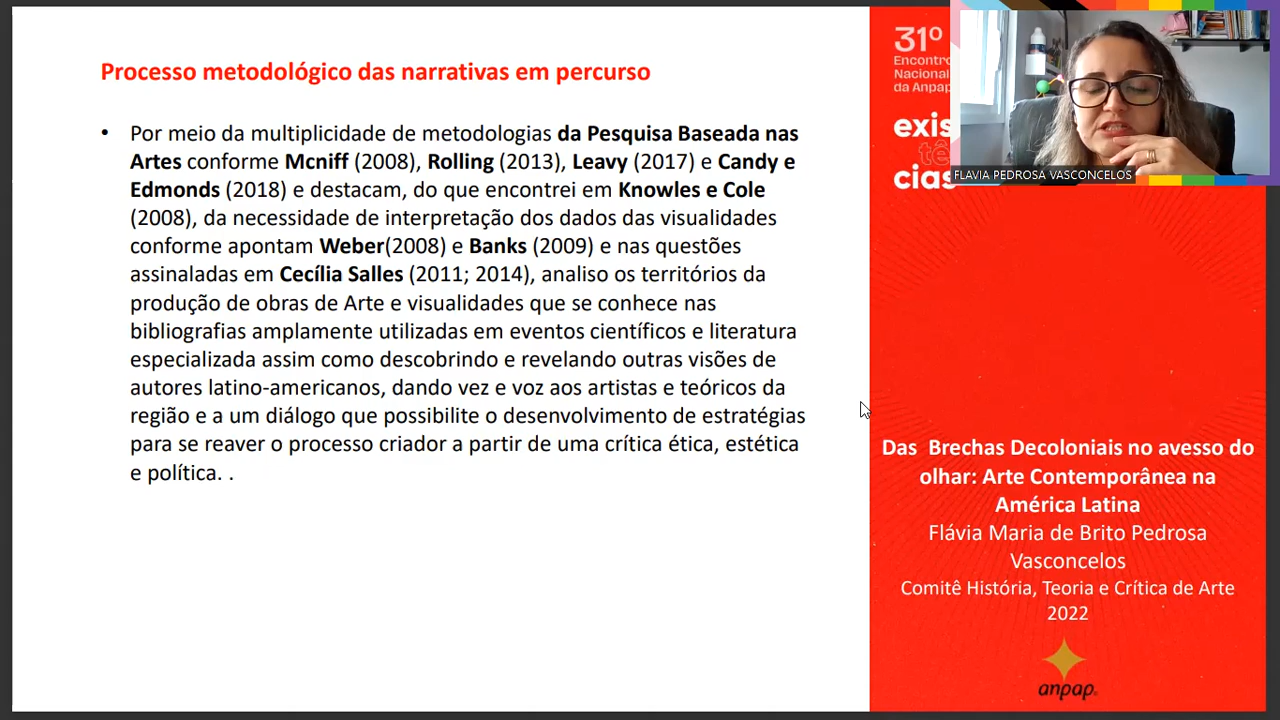 Processo metodológico das narrativas em percurso
• Por meio da multiplicidade de metodologias da Pesquisa Baseada nas
Artes conforme Mcniff (2008), Rolling (2013), Leavy (2017) e Candy e
Edmonds (2018) e destacam, do que encontrei em Knowles e Cole
(2008), da necessidade de interpretação dos dados das visualidades
conforme apontam Weber(2008) e Banks (2009) e nas questões
assinaladas em Cecília Salles (2011; 2014), analiso os territórios da
produção de obras de Arte e visualidades que se conhece nas
bibliografias amplamente utilizadas em eventos científicos e literatura
especializada assim como descobrindo e revelando outras visões de
autores latino-americanos, dando vez e voz aos artistas e teóricos da
região e a um diálogo que possibilite o desenvolvimento de estratégias
para se reaver o processo criador a partir de uma crítica ética, estética
e política. .
31º
Encontro
Nacional
da Anpap
exis
tê
cias
FLAVIA PEDROSA VASCONCELOS
Das Brechas Decoloniais no avesso do
olhar: Arte Contemporânea na
América Latina
Flávia Maria de Brito Pedrosa
Vasconcelos
Comitê História, Teoria e Crítica de Arte
2022
anpap